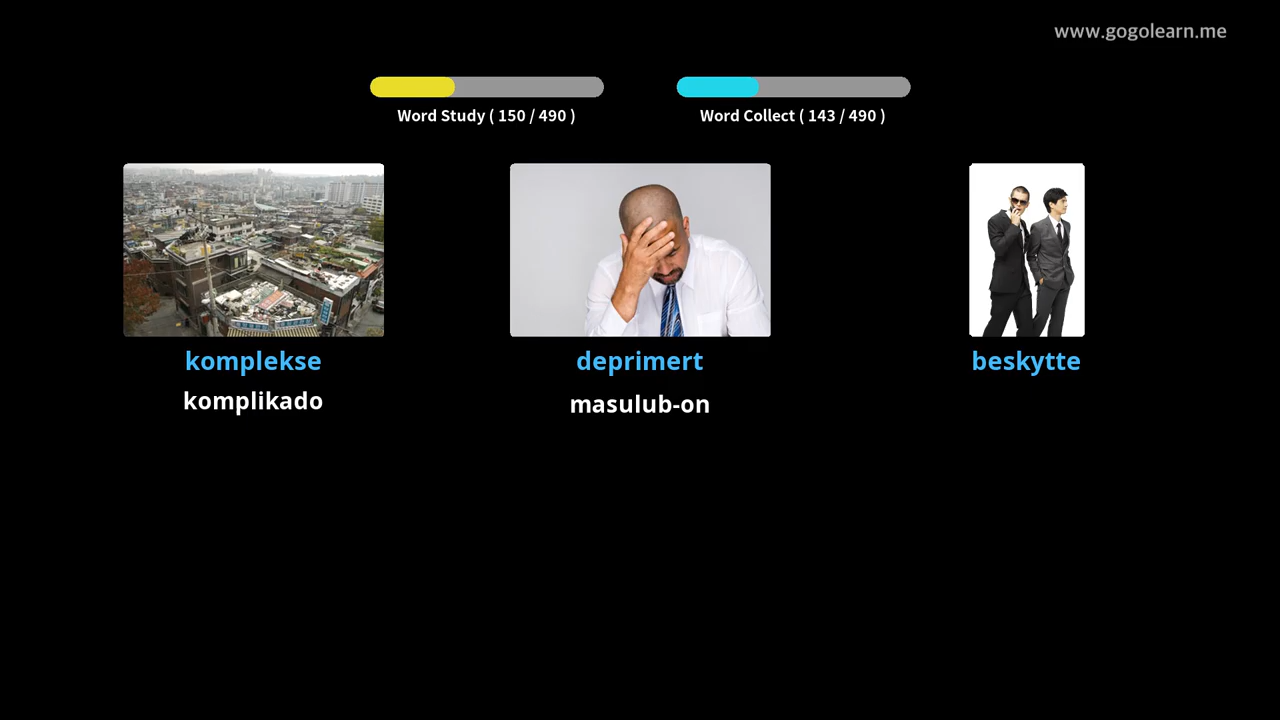 www.gogolearn.me
Word Study ( 150 / 490 )
Word Collect ( 143 / 490 )
komplekse
deprimert
beskytte
komplikado
masulub-on